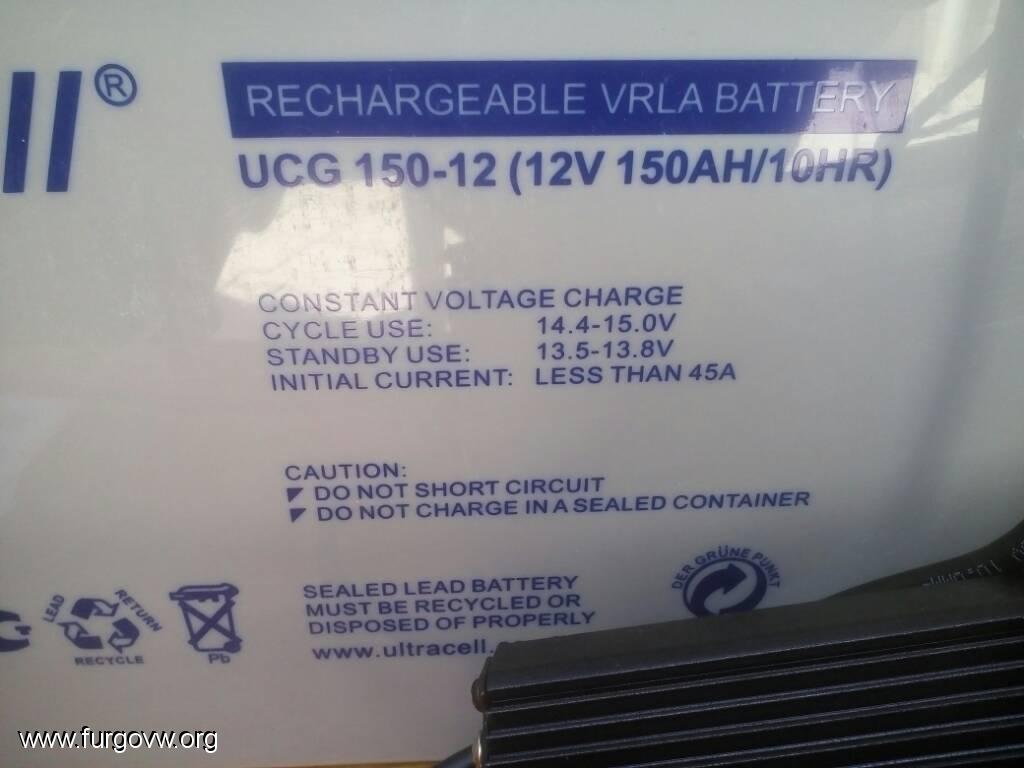 ll®
RECHARGEABLE VRLA BATTERY
UCG 150-12 (12V 150AH/10HR)
CONSTANT VOLTAGE CHARGE
CYCLE USE: 14.4-15.0V
STANDBY USE: 13.5-13.8V
INITIAL CURRENT: LESS THAN 45A
CAUTION:
DO NOT SHORT CIRCUIT
DO NOT CHARGE IN A SEALED CONTAINER
LEAD RETURN
RECYCLE
Pb
SEALED LEAD BATTERY
MUST BE RECYCLED OR
DISPOSED OF PROPERLY
www.ultracell.
DER GRÜNE PUNKT
www.furgovw.org